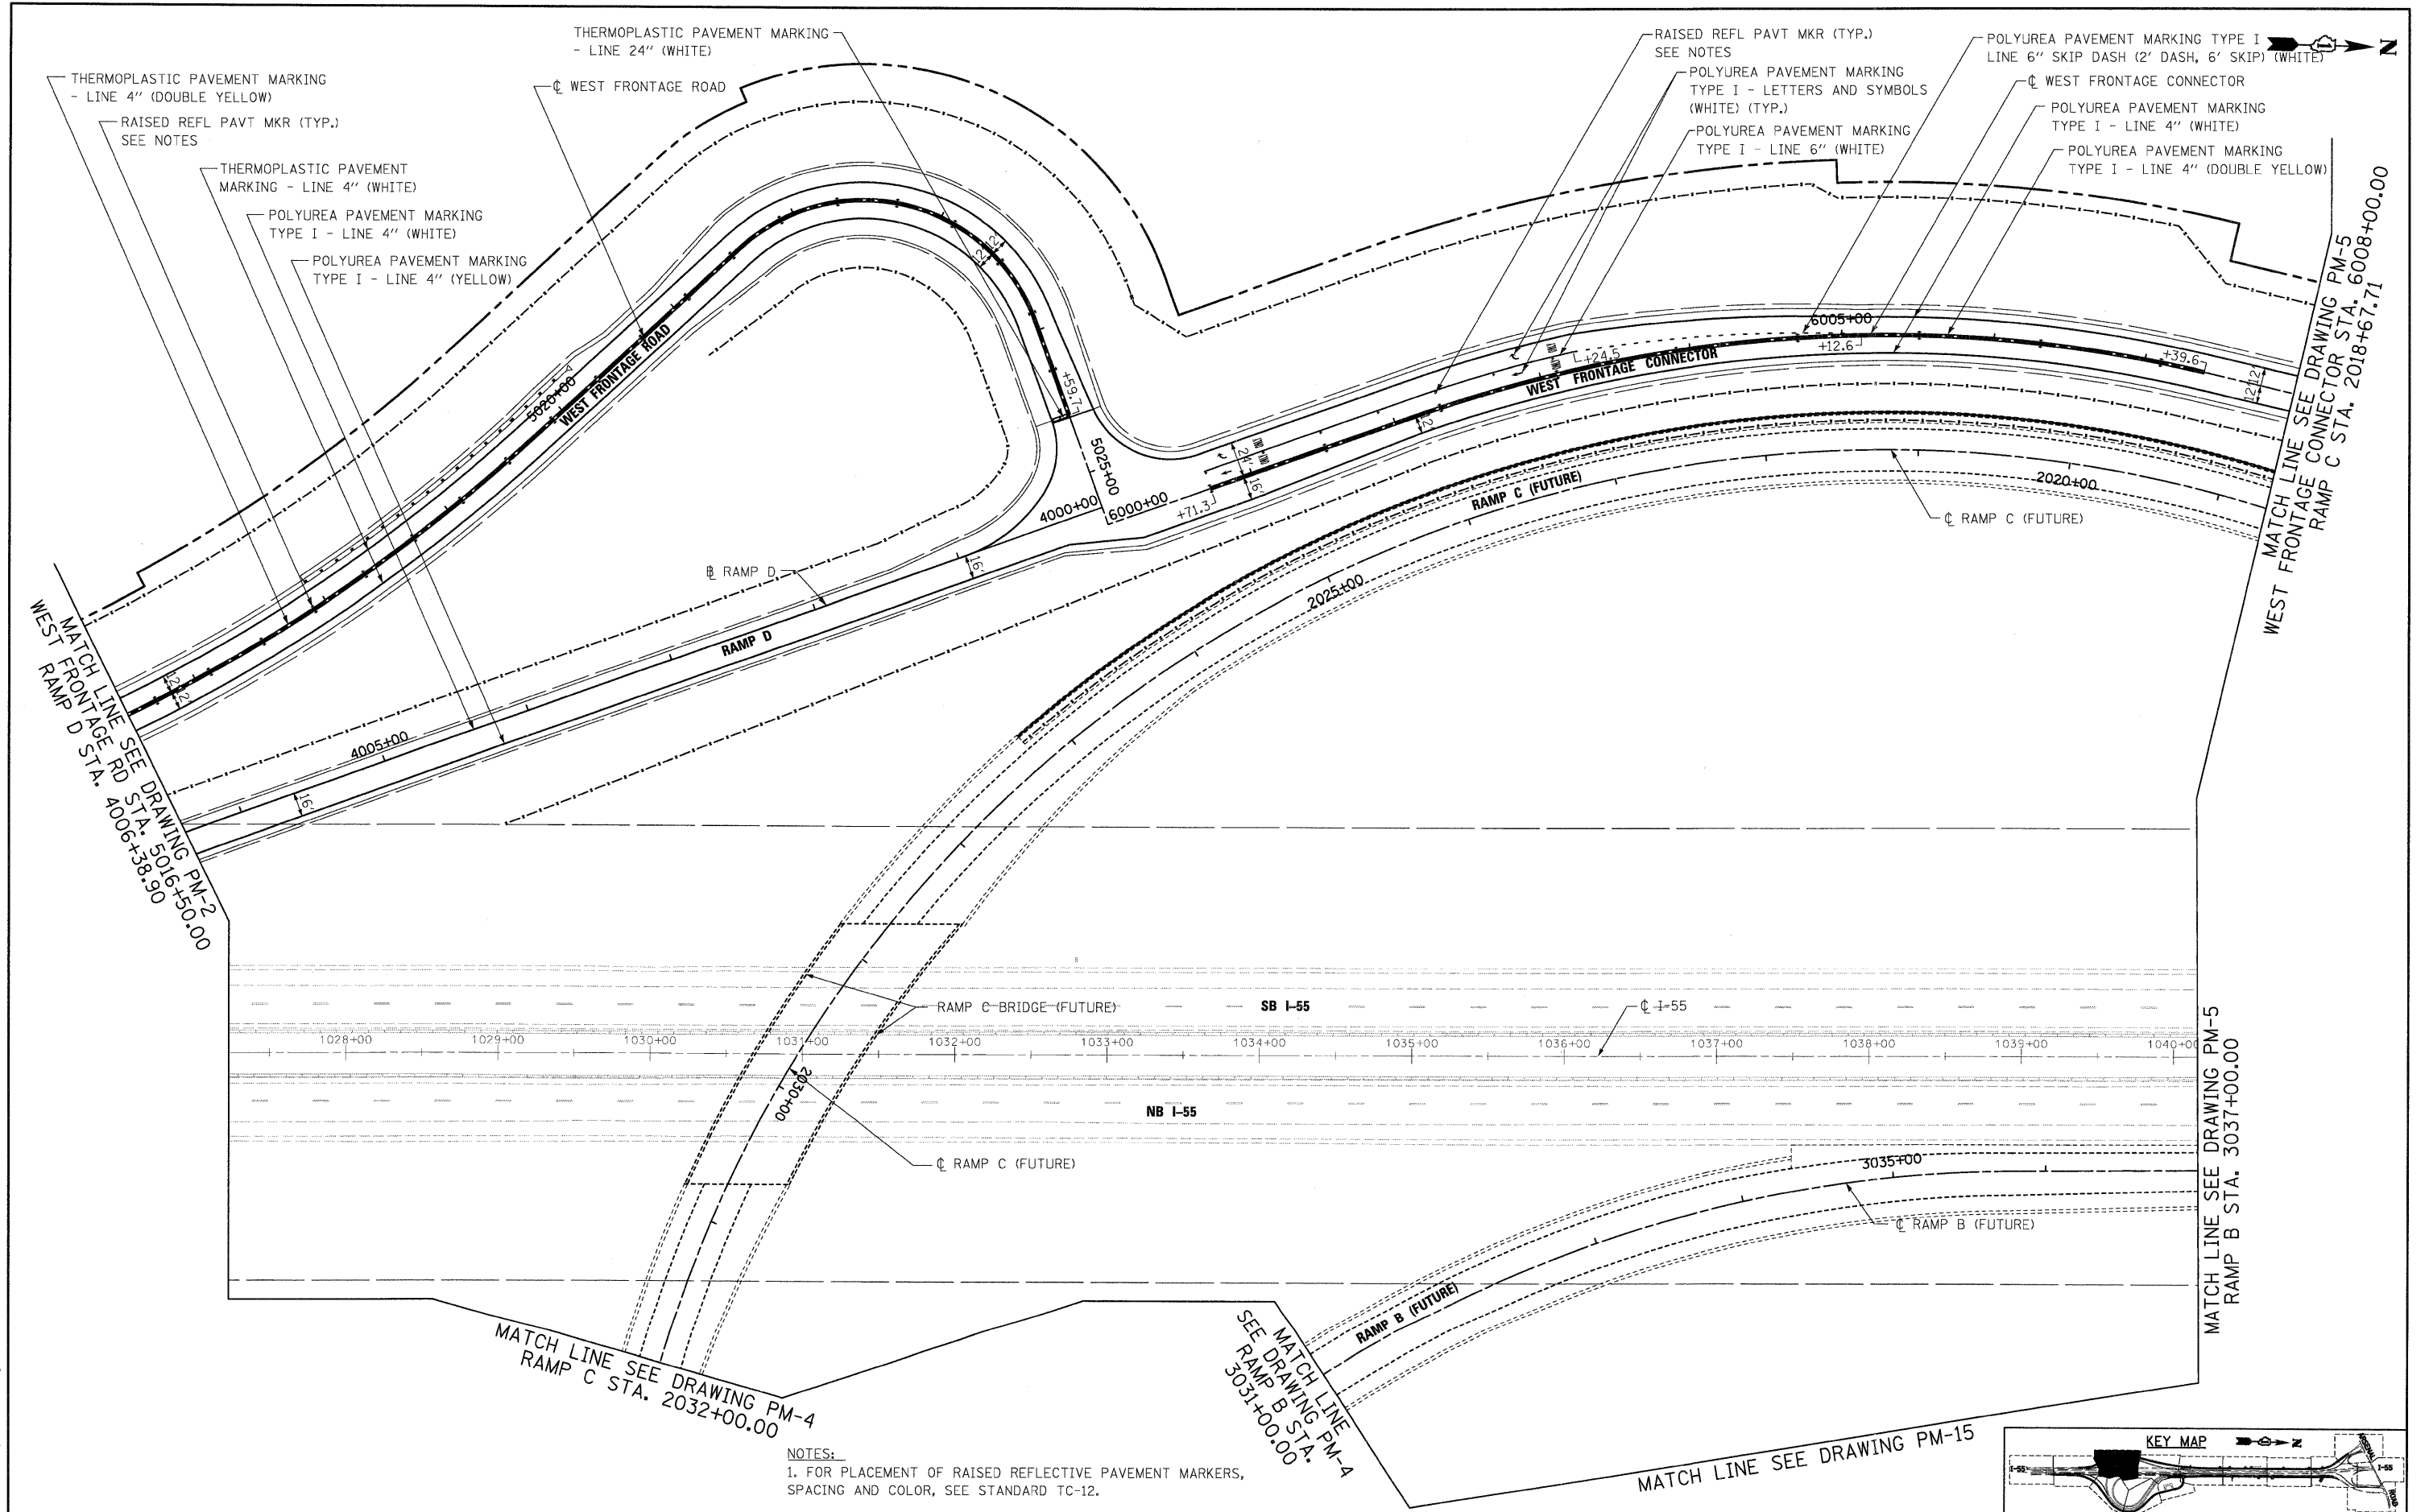 THERMOPLASTIC PAVEMENT MARKING
- LINE 24" (WHITE)
RAISED REFL PAVT MKR (TYP.)
SEE NOTES
POLYUREA PAVEMENT MARKING TYPE I
LINE 6" SKIP DASH (2' DASH, 6' SKIP) (WHITE)
N
THERMOPLASTIC PAVEMENT MARKING
- LINE 4" (DOUBLE YELLOW)
℄ WEST FRONTAGE ROAD
POLYUREA PAVEMENT MARKING
TYPE I - LETTERS AND SYMBOLS
(WHITE) (TYP.)
℄ WEST FRONTAGE CONNECTOR
RAISED REFL PAVT MKR (TYP.)
SEE NOTES
POLYUREA PAVEMENT MARKING
TYPE I - LINE 4" (WHITE)
POLYUREA PAVEMENT MARKING
TYPE I - LINE 6" (WHITE)
THERMOPLASTIC PAVEMENT
MARKING - LINE 4" (WHITE)
POLYUREA PAVEMENT MARKING
TYPE I - LINE 4" (DOUBLE YELLOW)
POLYUREA PAVEMENT MARKING
TYPE I - LINE 4" (WHITE)
POLYUREA PAVEMENT MARKING
TYPE I - LINE 4" (YELLOW)
MATCH LINE SEE DRAWING PM-5
WEST FRONTAGE CONNECTOR STA. 6008+00.00
RAMP C STA. 2018+67.71
12'
12'
5020+00
WEST FRONTAGE ROAD
+59.7
5025+00
6005+00
+24.5
+12.6
+39.6
WEST FRONTAGE CONNECTOR
12'
12'
12'
24'
16'
4000+00
6000+00
+71.3
RAMP C (FUTURE)
2020+00
℄ RAMP C (FUTURE)
2025+00
16'
B RAMP D
RAMP D
12'
12'
4005+00
16'
MATCH LINE SEE DRAWING PM-2
WEST FRONTAGE RD STA. 5016+50.00
RAMP D STA. 4006+38.90
RAMP C BRIDGE (FUTURE)
SB I-55
℄ I-55
1028+00
1029+00
1030+00
1031+00
1032+00
1033+00
1034+00
1035+00
1036+00
1037+00
1038+00
1039+00
1040+00
2030+00
NB I-55
℄ RAMP C (FUTURE)
3035+00
℄ RAMP B (FUTURE)
RAMP B (FUTURE)
MATCH LINE SEE DRAWING PM-5
RAMP B STA. 3037+00.00
MATCH LINE SEE DRAWING PM-4
RAMP C STA. 2032+00.00
MATCH LINE
SEE DRAWING PM-4
RAMP B STA.
3031+00.00
MATCH LINE SEE DRAWING PM-15
NOTES:
1. FOR PLACEMENT OF RAISED REFLECTIVE PAVEMENT MARKERS,
SPACING AND COLOR, SEE STANDARD TC-12.
KEY MAP
N
I-55
I-55
ROAD